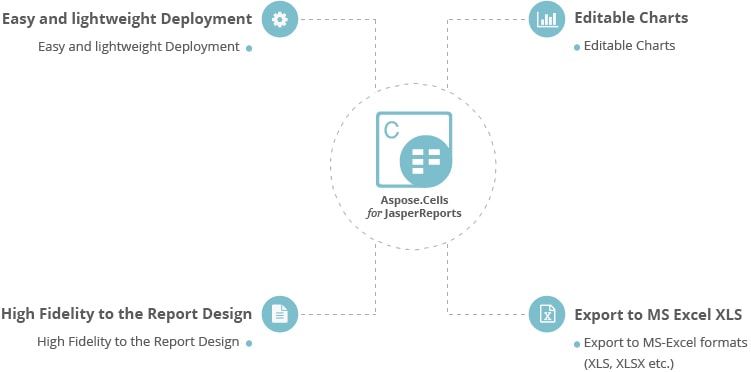 Easy and lightweight Deployment
Easy and lightweight Deployment
Editable Charts
Editable Charts
C
Aspose.Cells
for JasperReports
High Fidelity to the Report Design
High Fidelity to the Report Design
X
Export to MS Excel XLS
Export to MS-Excel formats
(XLS, XLSX etc.)